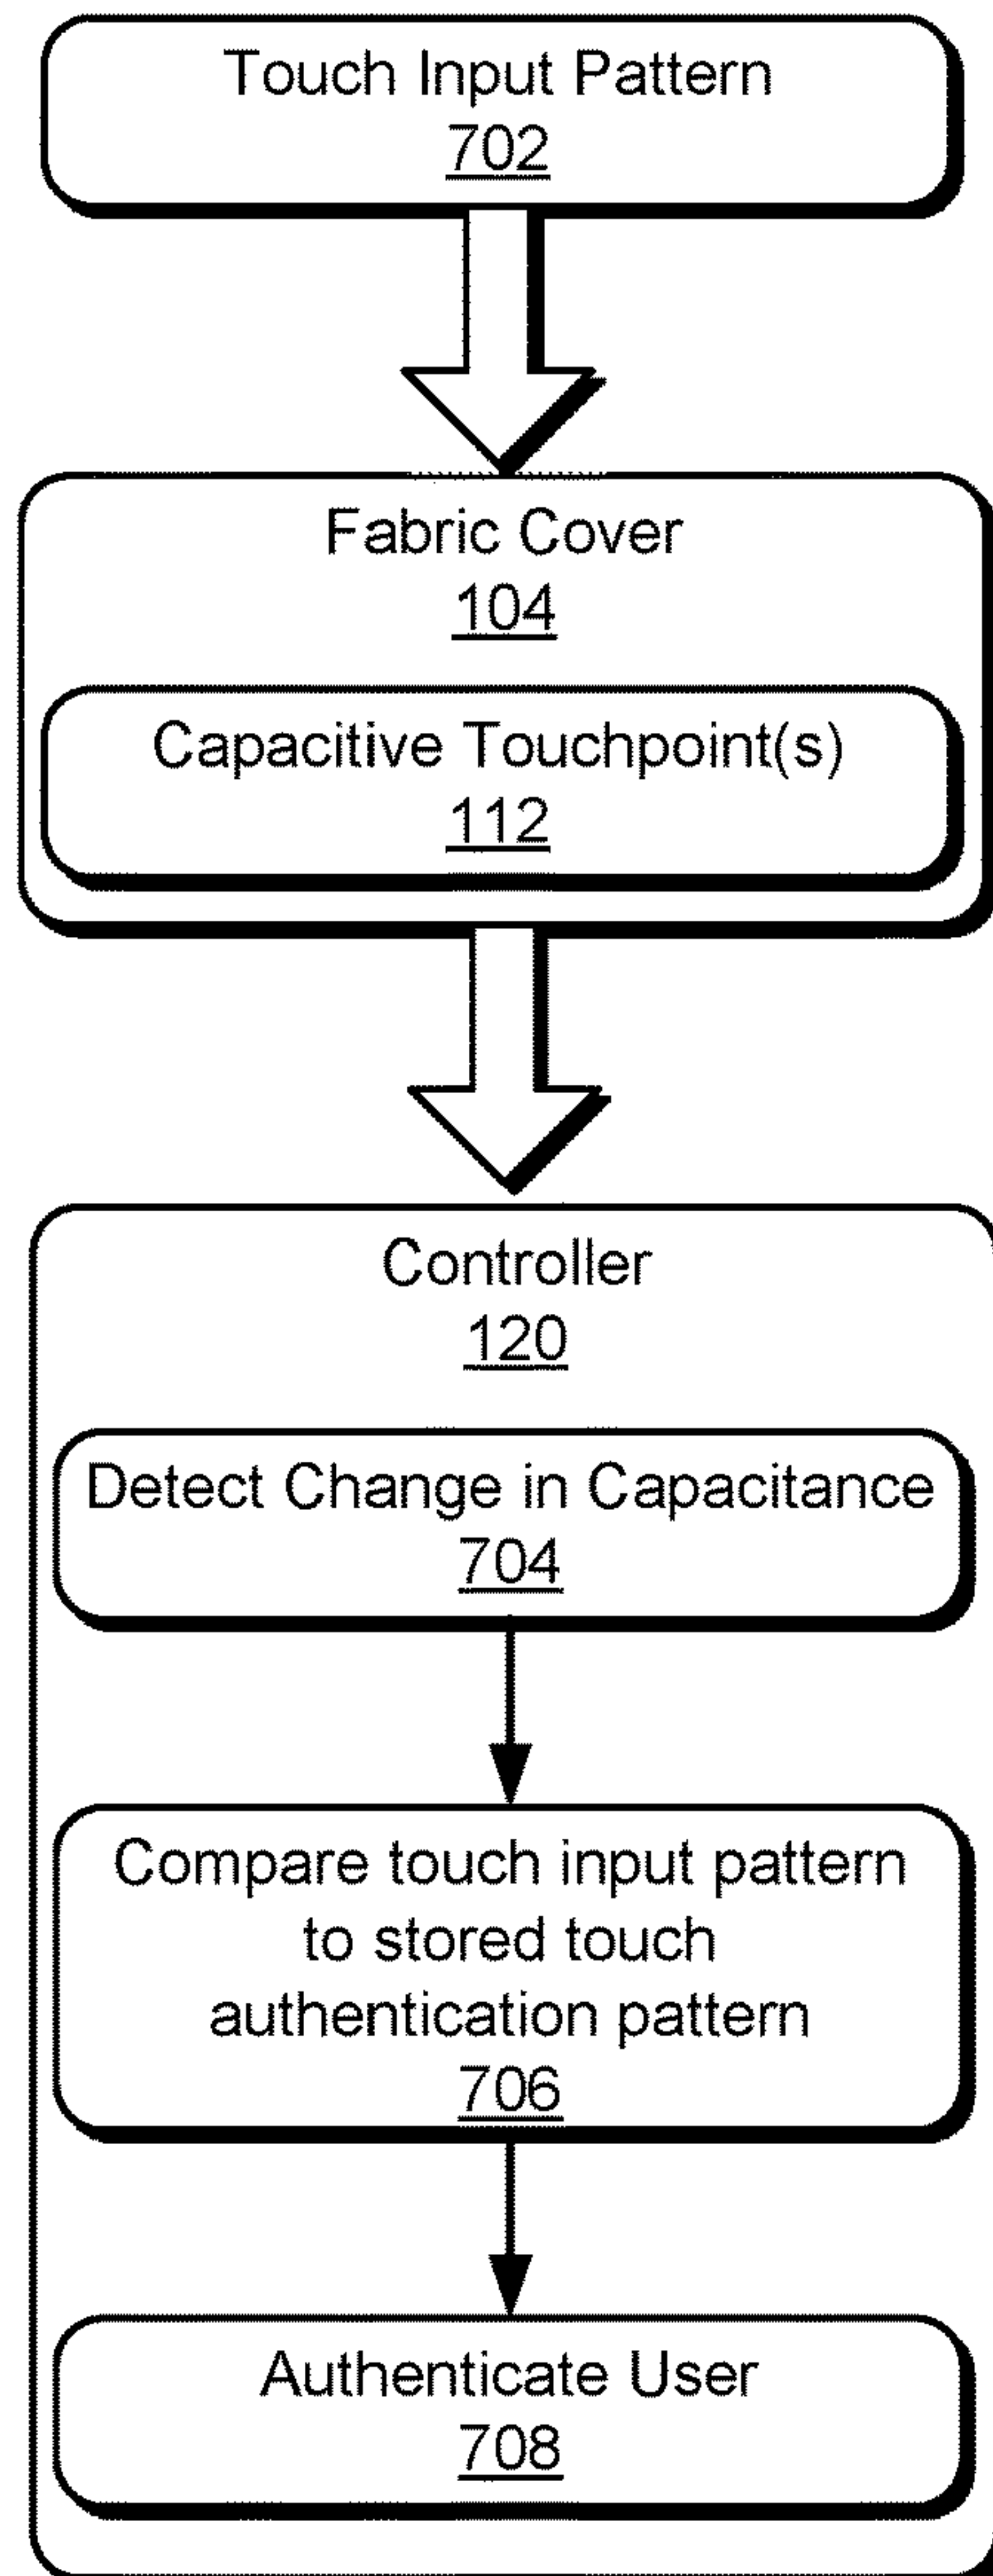 Touch Input Pattern
702
Fabric Cover
104
Capacitive Touchpoint(s)
112
Controller
120
Detect Change in Capacitance
704
Compare touch input pattern
to stored touch
authentication pattern
706
Authenticate User
708